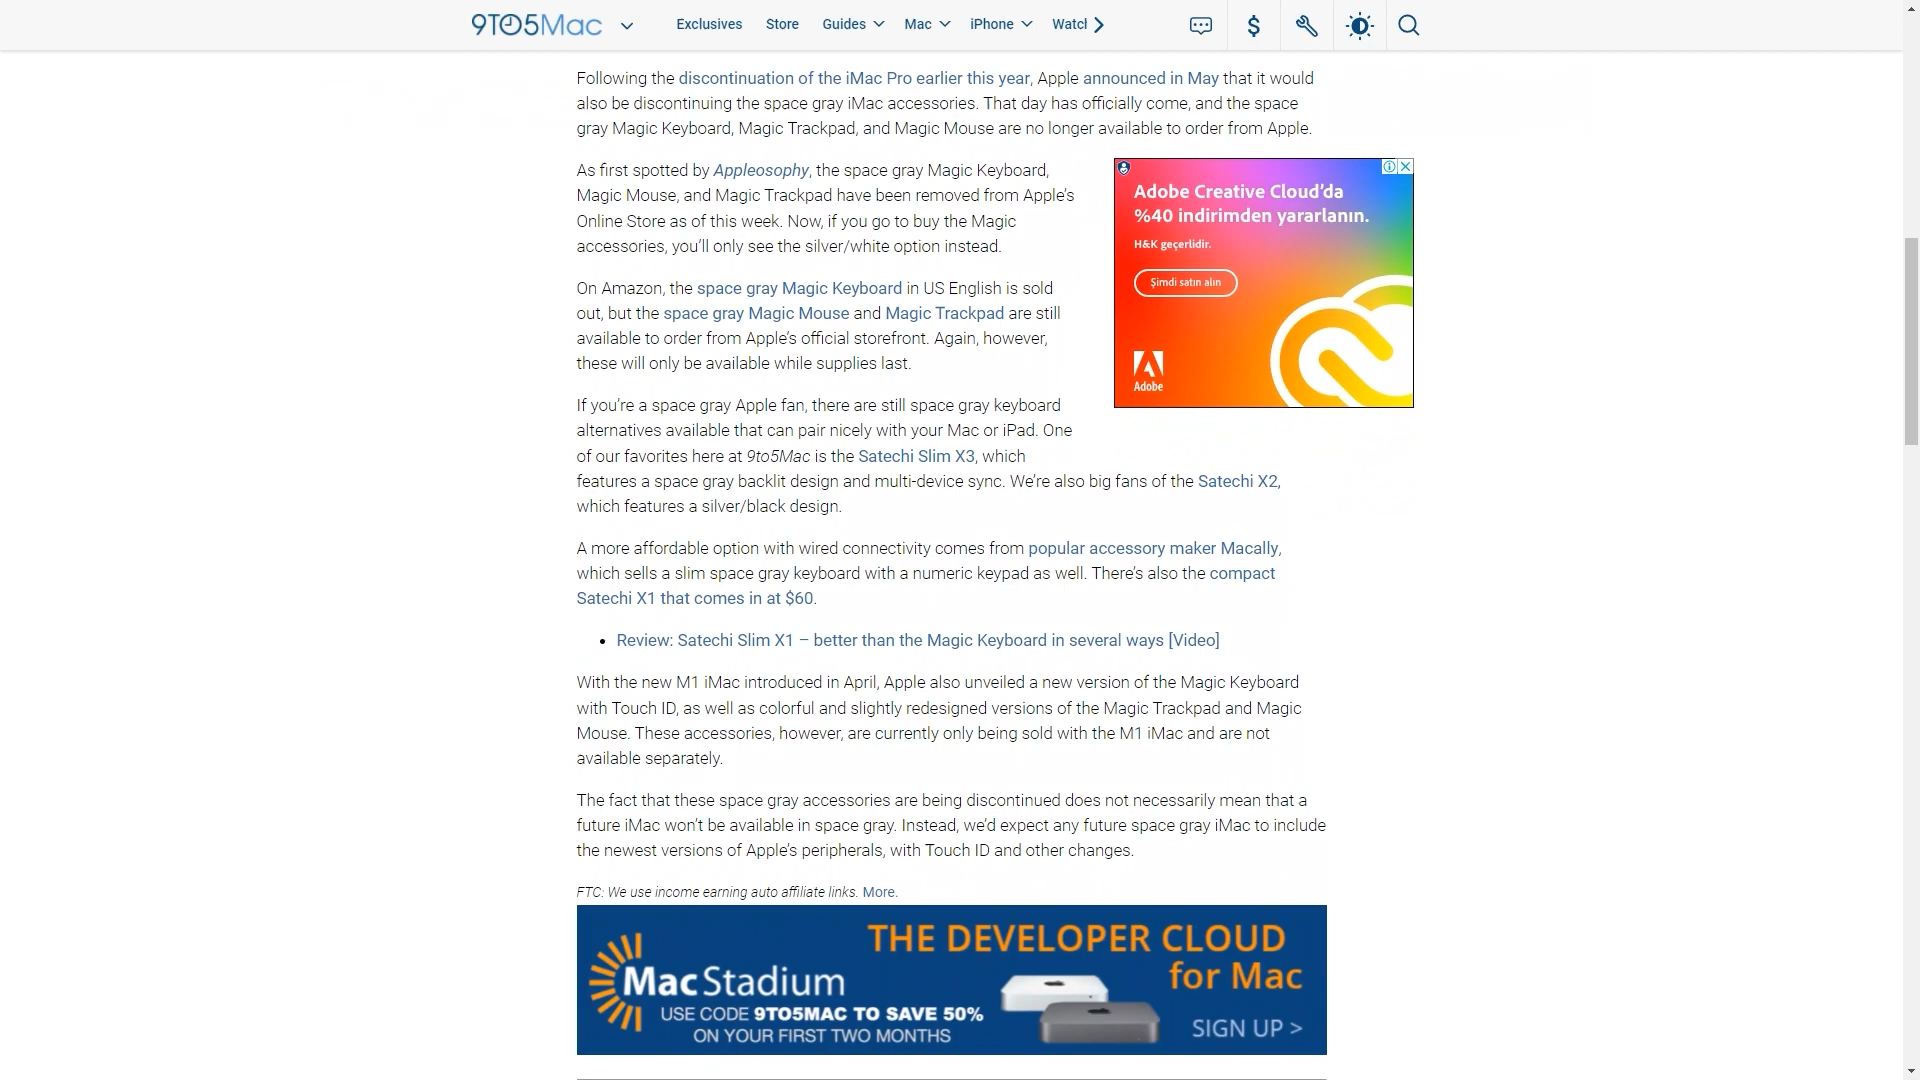 9TO5Mac
Exclusives
Store
Guides
Mac
iPhone
Watch
$
Following the discontinuation of the iMac Pro earlier this year, Apple announced in May that it would
also be discontinuing the space gray iMac accessories. That day has officially come, and the space
gray Magic Keyboard, Magic Trackpad, and Magic Mouse are no longer available to order from Apple.
As first spotted by Appleosophy, the space gray Magic Keyboard,
Magic Mouse, and Magic Trackpad have been removed from Apple’s
Online Store as of this week. Now, if you go to buy the Magic
accessories, you’ll only see the silver/white option instead.
On Amazon, the space gray Magic Keyboard in US English is sold
out, but the space gray Magic Mouse and Magic Trackpad are still
available to order from Apple’s official storefront. Again, however,
these will only be available while supplies last.
Adobe Creative Cloud’da
%40 indirimden yararlanın.
H&K geçerlidir.
Şimdi satın alın
Adobe
If you’re a space gray Apple fan, there are still space gray keyboard
alternatives available that can pair nicely with your Mac or iPad. One
of our favorites here at 9to5Mac is the Satechi Slim X3, which
features a space gray backlit design and multi-device sync. We’re also big fans of the Satechi X2,
which features a silver/black design.
A more affordable option with wired connectivity comes from popular accessory maker Macally,
which sells a slim space gray keyboard with a numeric keypad as well. There’s also the compact
Satechi X1 that comes in at $60.
• Review: Satechi Slim X1 – better than the Magic Keyboard in several ways [Video]
With the new M1 iMac introduced in April, Apple also unveiled a new version of the Magic Keyboard
with Touch ID, as well as colorful and slightly redesigned versions of the Magic Trackpad and Magic
Mouse. These accessories, however, are currently only being sold with the M1 iMac and are not
available separately.
The fact that these space gray accessories are being discontinued does not necessarily mean that a
future iMac won’t be available in space gray. Instead, we’d expect any future space gray iMac to include
the newest versions of Apple’s peripherals, with Touch ID and other changes.
FTC: We use income earning auto affiliate links. More.
THE DEVELOPER CLOUD
for Mac
MacStadium
USE CODE 9TO5MAC TO SAVE 50%
ON YOUR FIRST TWO MONTHS
SIGN UP >